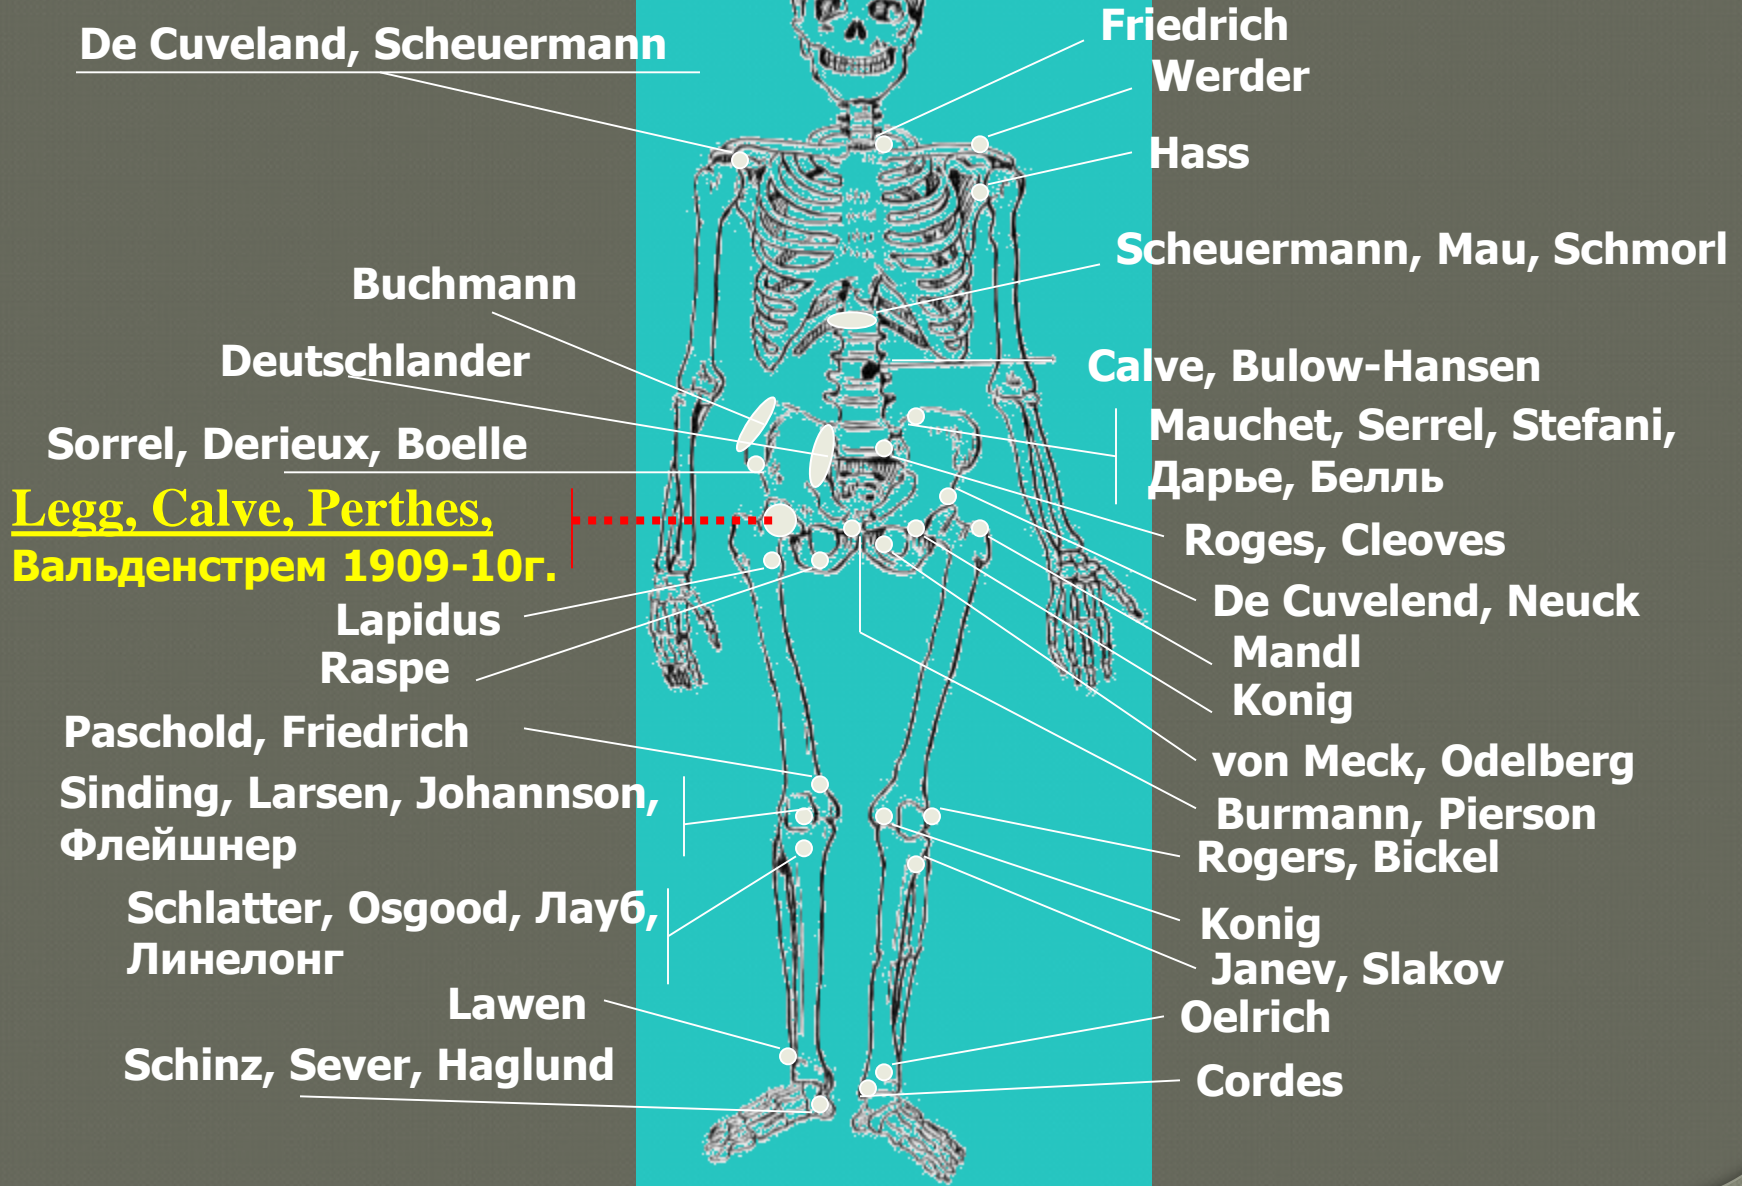 De Cuveland, Scheuermann
Buchmann
Deutschlander
Sorrel, Derieux, Boelle
Legg, Calve, Perthes,
Вальденстрем 1909-10г.
Lapidus
Raspe
Paschold, Friedrich
Sinding, Larsen, Johannson,
Флейшнер
Schlatter, Osgood, Лауб,
Линелонг
Lawen
Schinz, Sever, Haglund
Friedrich
Werder
Hass
Scheuermann, Mau, Schmorl
Calve, Bulow-Hansen
Mauchet, Serrel, Stefani,
Дарье, Белль
Roges, Cleoves
De Cuvelend, Neuck
Mandl
Konig
von Meck, Odelberg
Burmann, Pierson
Rogers, Bickel
Konig
Janev, Slakov
Oelrich
Cordes